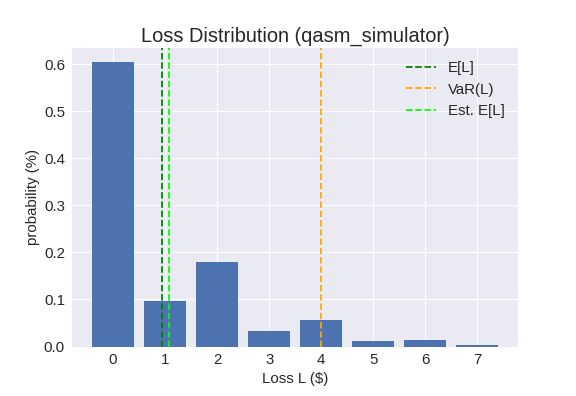 Loss Distribution (qasm_simulator)
E[L]
VaR(L)
Est. E[L]
probability (%)
0.6
0.5
0.4
0.3
0.2
0.1
0.0
0 1 2 3 4 5 6 7
Loss L ($)